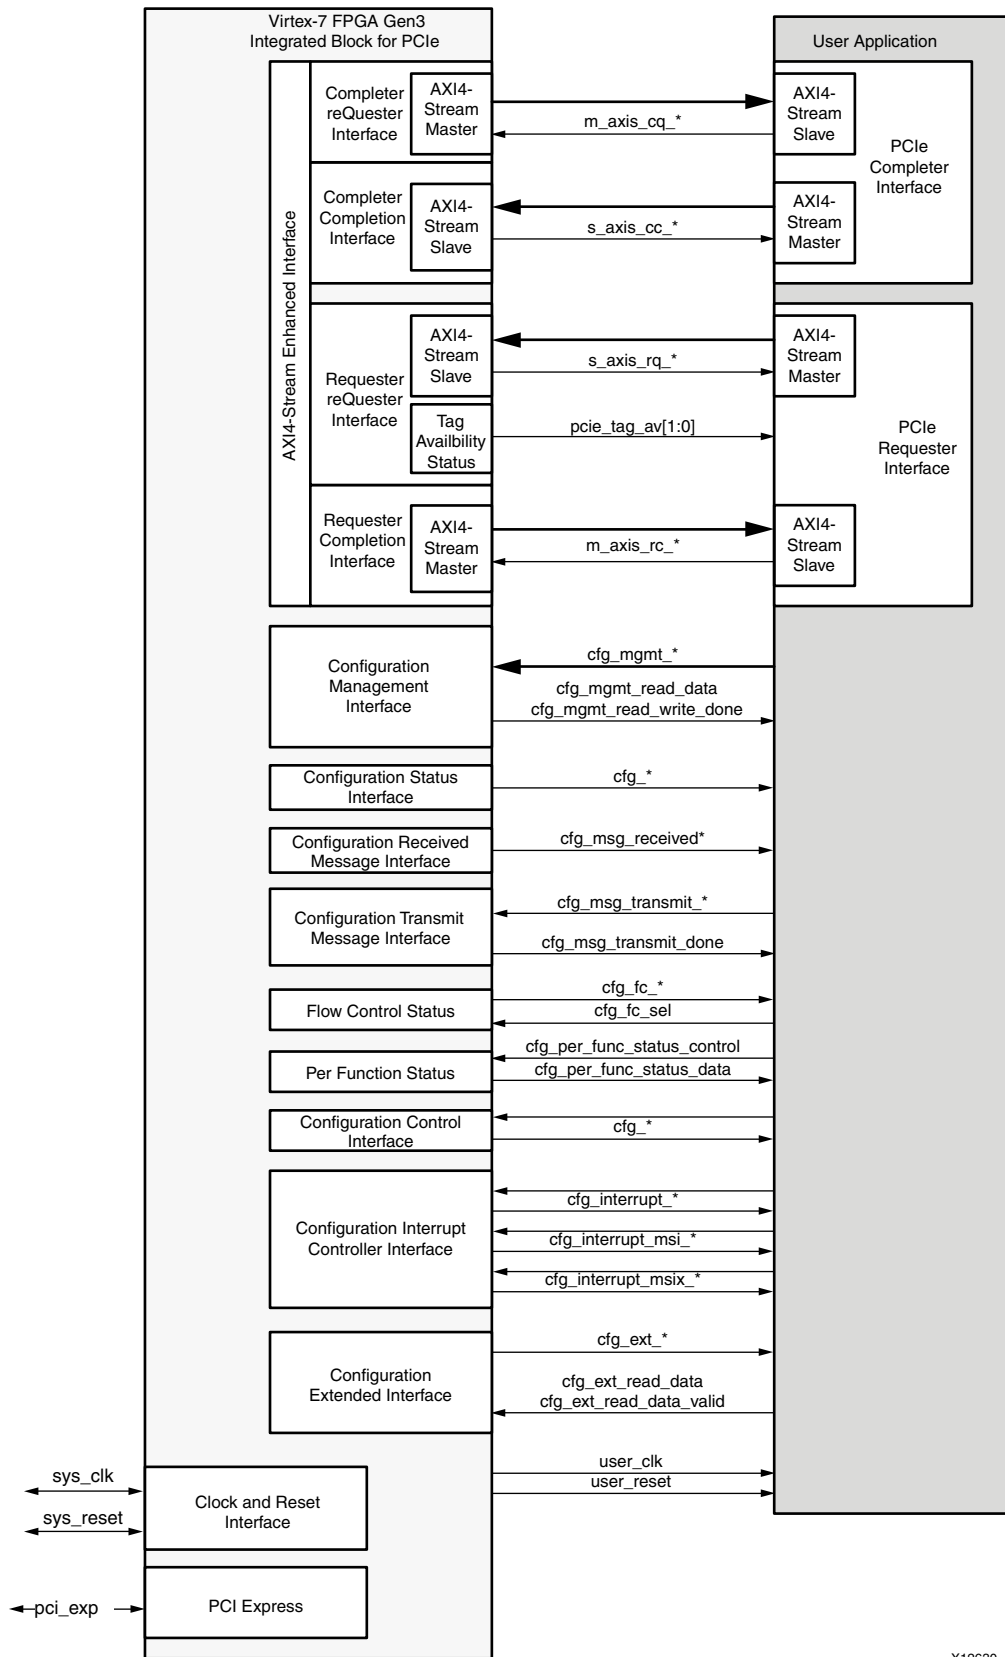 Virtex-7 FPGA Gen3
Integrated Block for PCIe
User Application
AXI4-Stream Enhanced Interface
Completer
reQuester
Interface
AXI4-
Stream
Master
m_axis_cq_*
AXI4-
Stream
Slave
PCIe
Completer
Interface
Completer
Completion
Interface
AXI4-
Stream
Slave
s_axis_cc_*
AXI4-
Stream
Master
Requester
reQuester
Interface
AXI4-
Stream
Slave
s_axis_rq_*
AXI4-
Stream
Master
Tag
Availbility
Status
pcie_tag_av[1:0]
PCIe
Requester
Interface
Requester
Completion
Interface
AXI4-
Stream
Master
m_axis_rc_*
AXI4-
Stream
Slave
Configuration
Management
Interface
cfg_mgmt_*
cfg_mgmt_read_data
cfg_mgmt_read_write_done
Configuration Status
Interface
cfg_*
Configuration Received
Message Interface
cfg_msg_received*
Configuration Transmit
Message Interface
cfg_msg_transmit_*
cfg_msg_transmit_done
Flow Control Status
cfg_fc_*
cfg_fc_sel
Per Function Status
cfg_per_func_status_control
cfg_per_func_status_data
Configuration Control
Interface
cfg_*
Configuration Interrupt
Controller Interface
cfg_interrupt_*
cfg_interrupt_msi_*
cfg_interrupt_msix_*
Configuration
Extended Interface
cfg_ext_*
cfg_ext_read_data
cfg_ext_read_data_valid
user_clk
user_reset
sys_clk
sys_reset
Clock and Reset
Interface
pci_exp
PCI Express